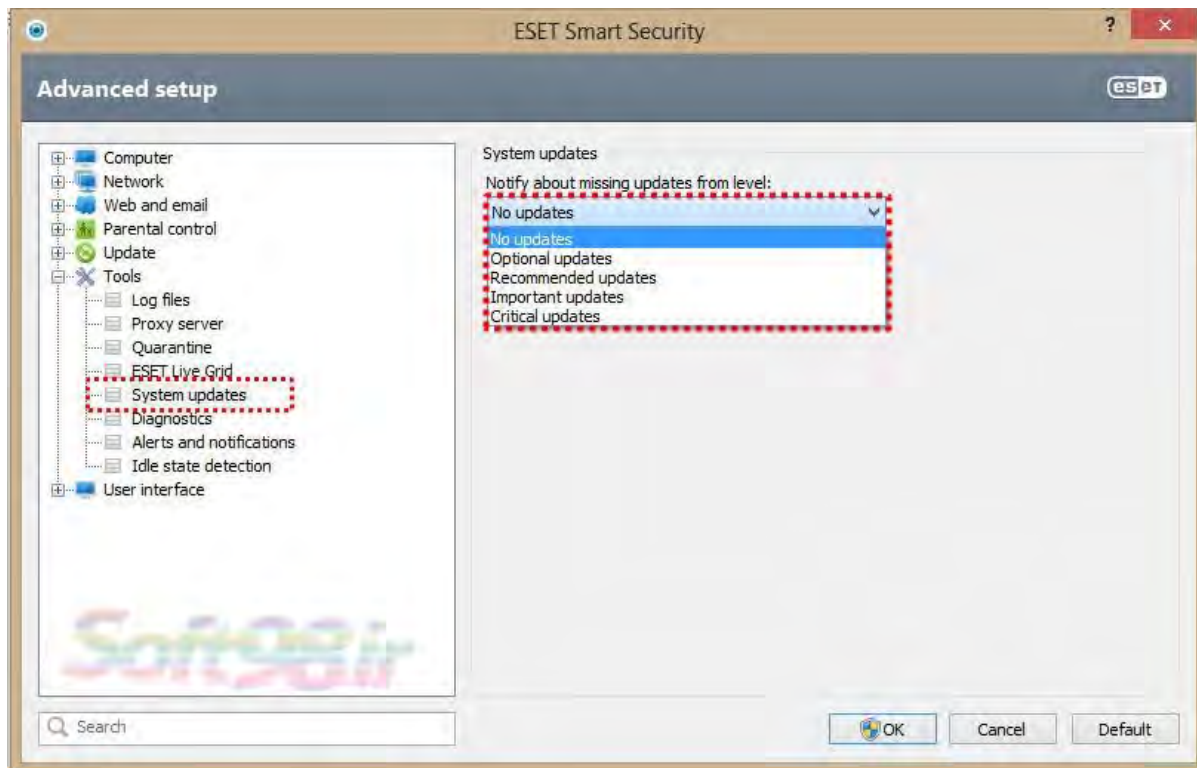 ESET Smart Security
?
Advanced setup
eset
Computer
Network
Web and email
Parental control
Update
Tools
Log files
Proxy server
Quarantine
ESET Live Grid
System updates
Diagnostics
Alerts and notifications
Idle state detection
User interface
System updates
Notify about missing updates from level:
No updates
No updates
Optional updates
Recommended updates
Important updates
Critical updates
Soft98.ir
Search
OK Cancel Default